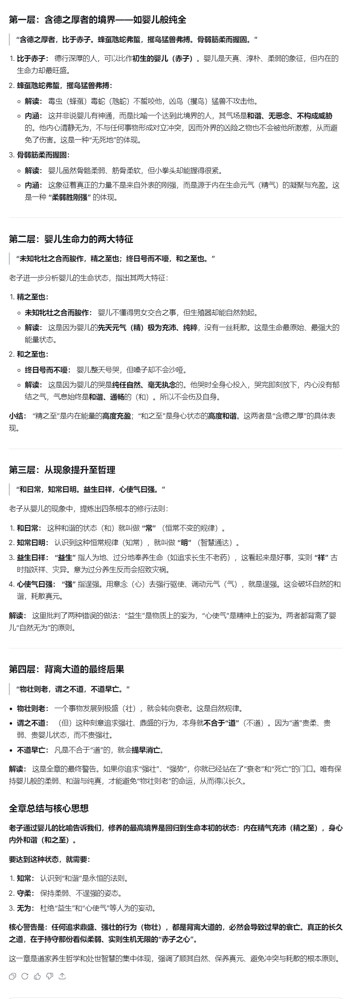 第一层：含德之厚者的境界——如婴儿般纯全
“含德之厚者，比于赤子。蜂虿虺蛇弗蜇，攫鸟猛兽弗搏。骨弱筋柔而握固。”
1. 比于赤子： 德行深厚的人，可以比作初生的婴儿（赤子）。婴儿是天真、淳朴、柔弱的象征，但内在的
生命力却最旺盛。
2. 蜂虿虺蛇弗蜇，攫鸟猛兽弗搏：
解读： 毒虫（蜂虿）毒蛇（虺蛇）不蜇咬他，凶鸟（攫鸟）猛兽不攻击他。
内涵： 这并非说婴儿有神通，而是比喻一个达到此境界的人，其气场是和谐、无恶念、不构成威胁
的。他内心清静无为，不与任何事物形成对立冲突，因而外界的凶险之物也不会被他所激惹，从而避
免了伤害。这是一种“无死地”的体现。
3. 骨弱筋柔而握固：
解读： 婴儿虽然骨骼柔弱、筋骨柔软，但小拳头却能握得很紧。
内涵： 这象征着真正的力量不是来自外表的刚强，而是源于内在生命元气（精气）的凝聚与充盈。这
是一种 “柔弱胜刚强” 的体现。
第二层：婴儿生命力的两大特征
“未知牝牡之合而朘作，精之至也；终日号而不嚘，和之至也。”
老子进一步分析婴儿的生命状态，指出其两大特征：
1. 精之至也：
未知牝牡之合而朘作： 婴儿不懂得男女交合之事，但生殖器却能自然勃起。
解读： 这是因为婴儿的先天元气（精）极为充沛、纯粹，没有一丝耗散。这是生命最原始、最强大的
能量状态。
2. 和之至也：
终日号而不嚘： 婴儿整天号哭，但嗓子却不会沙哑。
解读： 这是因为婴儿的哭是纯任自然、毫无执念的。他哭时全身心投入，哭完即刻放下，内心没有郁
结之气，气息始终是和谐、通畅的（和）。所以不会伤及自身。
小结： “精之至”是内在能量的高度充盈；“和之至”是身心状态的高度和谐。这两者是“含德之厚”的具体表
现。
第三层：从现象提升至哲理
“和曰常，知常曰明。益生曰祥，心使气曰强。”
老子从婴儿的现象中，提炼出四条根本的修行法则：
1. 和曰常： 这种和谐的状态（和）就叫做 “常” （恒常不变的规律）。
2. 知常曰明： 认识到这种恒常规律（知常），就叫做 “明” （智慧通达）。
3. 益生曰祥： “益生” 指人为地、过分地奉养生命（如追求长生不老药），这看起来是好事，实则 “祥” 古
时指妖祥、灾异。意为过分养生反而会招致灾祸。
4. 心使气曰强： “强” 指逞强。用意念（心）去强行驱使、调动元气（气），就是逞强。这会破坏自然的和
谐，耗散真元。
解读： 这里批判了两种错误的做法：“益生”是物质上的妄为，“心使气”是精神上的妄为。两者都背离了婴
儿“自然无为”的原则。
第四层：背离大道的最终后果
“物壮则老，谓之不道，不道早亡。”
物壮则老： 一个事物发展到极盛（壮），就会转向衰老。这是自然规律。
谓之不道： （但）这种刻意追求强壮、鼎盛的行为，本身就不合于“道”（不道）。因为“道”贵柔、贵
弱、贵婴儿状态，而不贵强壮。
不道早亡： 凡是不合于“道”的，就会提早消亡。
解读： 这是全章的最终警告。如果你追求“强壮”、“强势”，你就已经站在了“衰老”和“死亡”的门口。唯有保
持婴儿般的柔弱、和谐与纯真，才能避免“物壮则老”的命运，从而得以长久。
全章总结与核心思想
老子通过婴儿的比喻告诉我们，修养的最高境界是回归到生命本初的状态：内在精气充沛（精之至），身心
内外和谐（和之至）。
要达到这种状态，就需要：
1. 知常： 认识到“和谐”是永恒的法则。
2. 守柔： 保持柔弱、不逞强的姿态。
3. 无为： 杜绝“益生”和“心使气”等人为的妄动。
核心警告是：任何追求鼎盛、强壮的行为（物壮），都是背离大道的，必然会导致过早的衰亡。真正的长久
之道，在于持守那份看似柔弱、实则生机无限的“赤子之心”。
这一章是道家养生哲学和处世智慧的集中体现，强调了顺其自然、保养真元、避免冲突与耗散的根本原则。